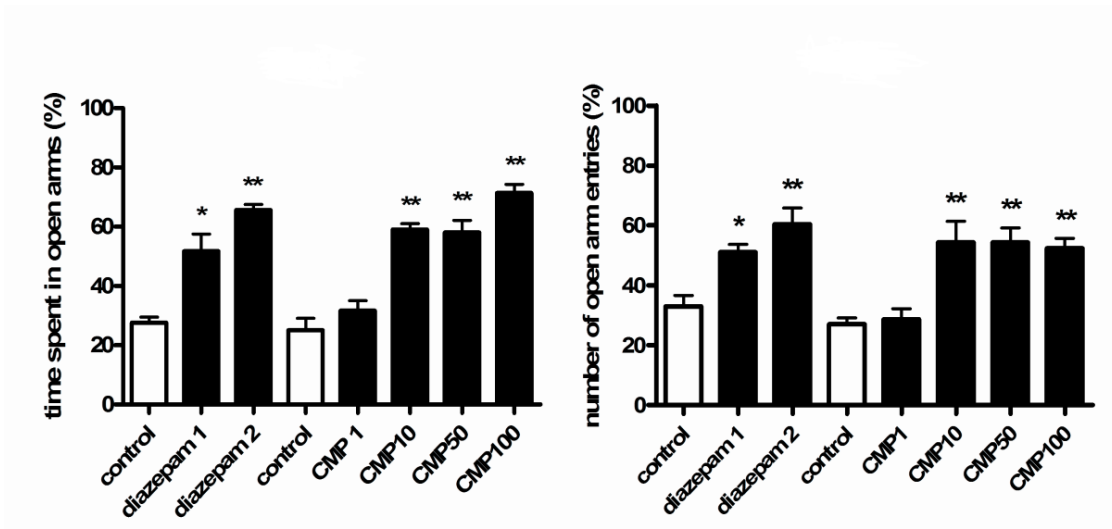 time spent in open arms (%)
100
80
60
40
20
0
*
**
**
**
**
control
diazepam 1
diazepam 2
control
CMP 1
CMP10
CMP50
CMP100
number of open arm entries (%)
100
80
60
40
20
0
*
**
**
**
**
control
diazepam 1
diazepam 2
control
CMP1
CMP10
CMP50
CMP100